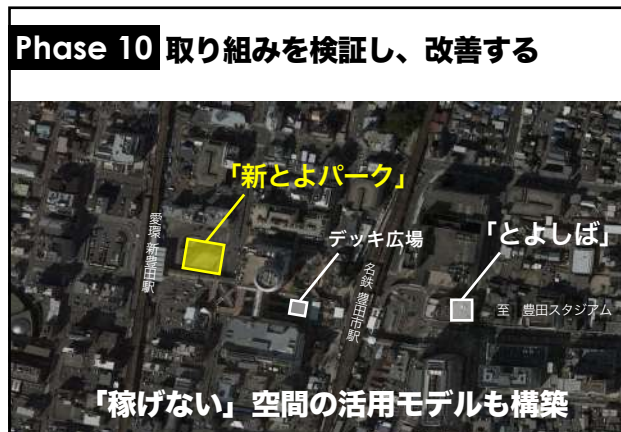 Phase 10 取り組みを検証し、改善する
「新とよパーク」
愛環 新豊田駅
デッキ広場
名鉄 豊田市駅
「とよしば」
至 豊田スタジアム
「稼げない」空間の活用モデルも構築